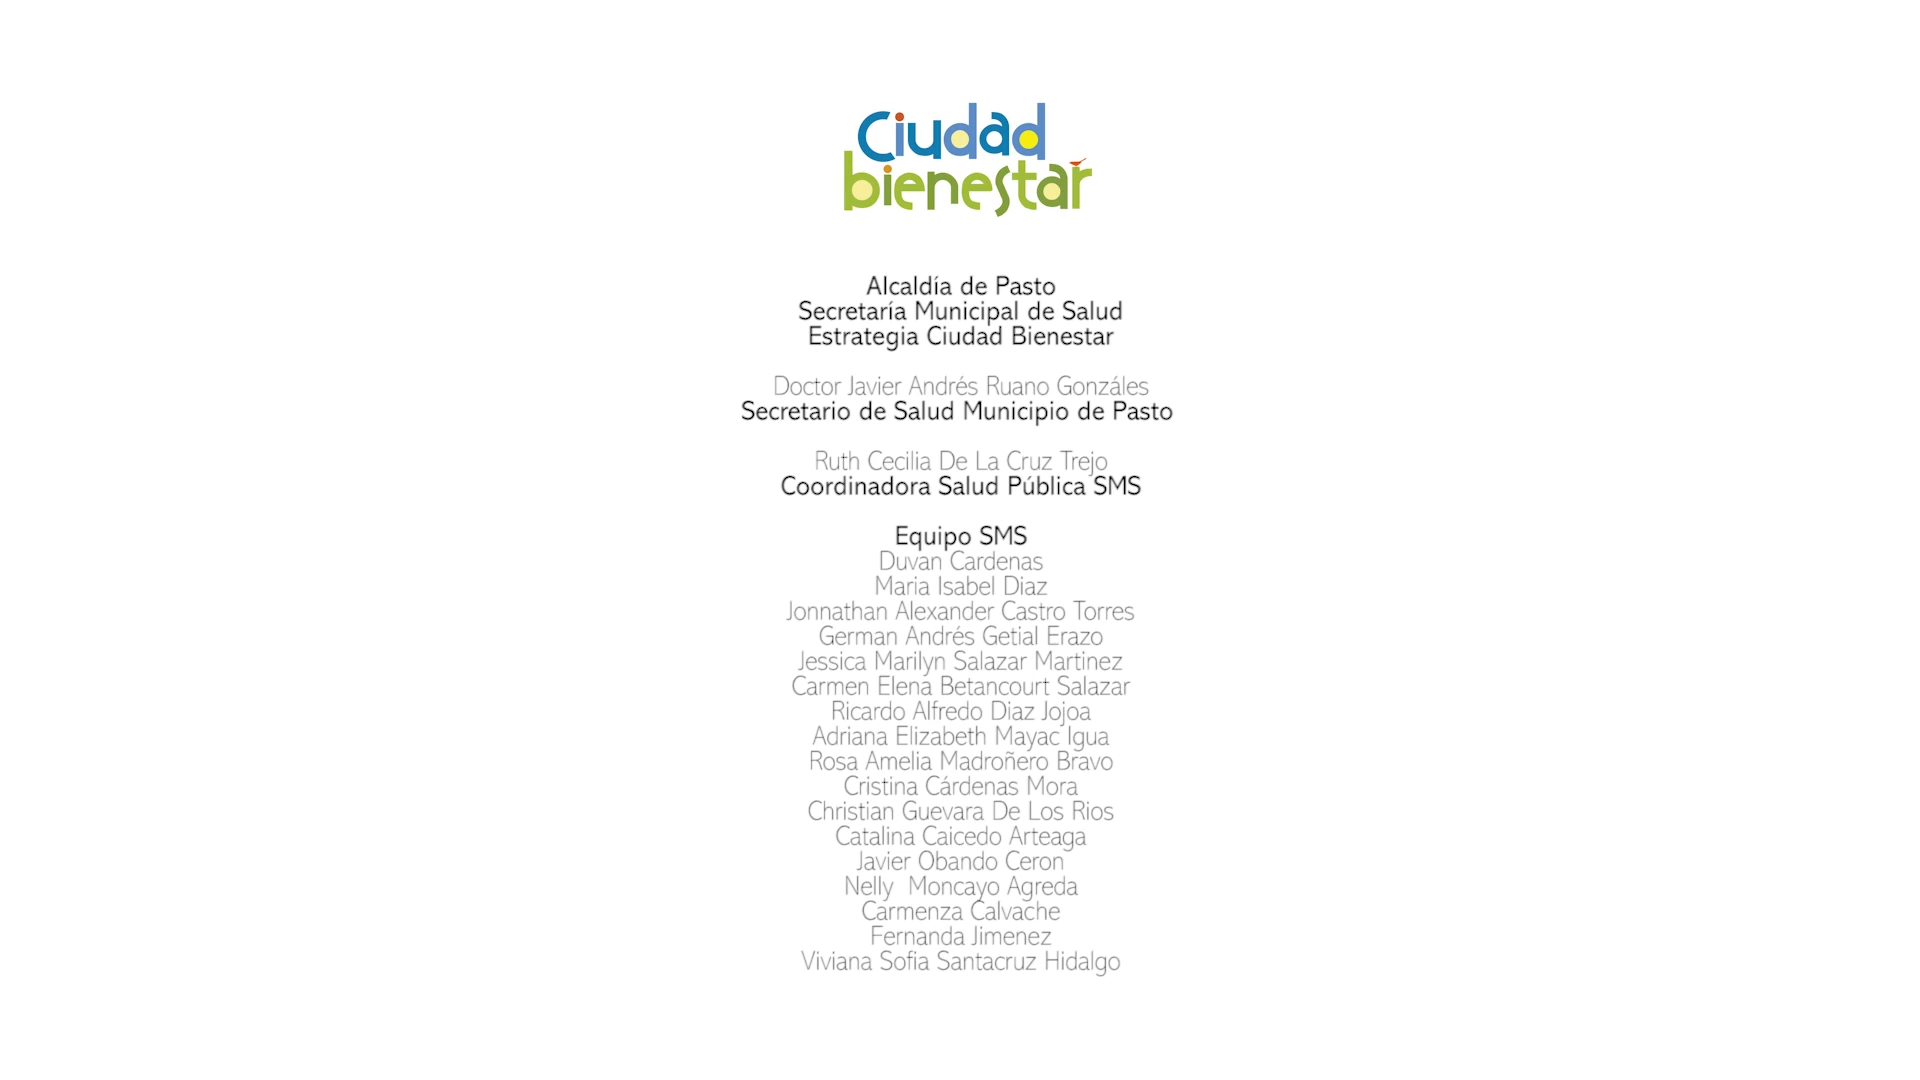 Ciudad
bienestar
Alcaldía de Pasto
Secretaría Municipal de Salud
Estrategia Ciudad Bienestar
Doctor Javier Andrés Ruano Gonzáles
Secretario de Salud Municipio de Pasto
Ruth Cecilia De La Cruz Trejo
Coordinadora Salud Pública SMS
Equipo SMS
Duvan Cardenas
Maria Isabel Diaz
Jonnathan Alexander Castro Torres
German Andrés Getial Erazo
Jessica Marilyn Salazar Martinez
Carmen Elena Betancourt Salazar
Ricardo Alfredo Diaz Jojoa
Adriana Elizabeth Mayac Igua
Rosa Amelia Madroñero Bravo
Cristina Cárdenas Mora
Christian Guevara De Los Rios
Catalina Caicedo Arteaga
Javier Obando Ceron
Nelly  Moncayo Agreda
Carmenza Calvache
Fernanda Jimenez
Viviana Sofia Santacruz Hidalgo